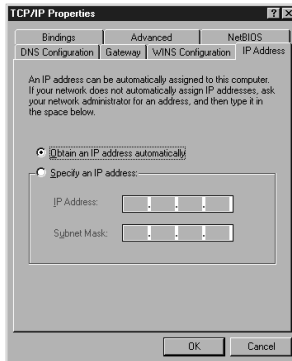 TCP/IP Properties
Bindings Advanced NetBIOS
DNS Configuration Gateway WINS Configuration IP Address
An IP address can be automatically assigned to this computer.
If your network does not automatically assign IP addresses, ask
your network administrator for an address, and then type it in
the space below.
Obtain an IP address automatically
Specify an IP address:
IP Address:
Subnet Mask:
OK Cancel